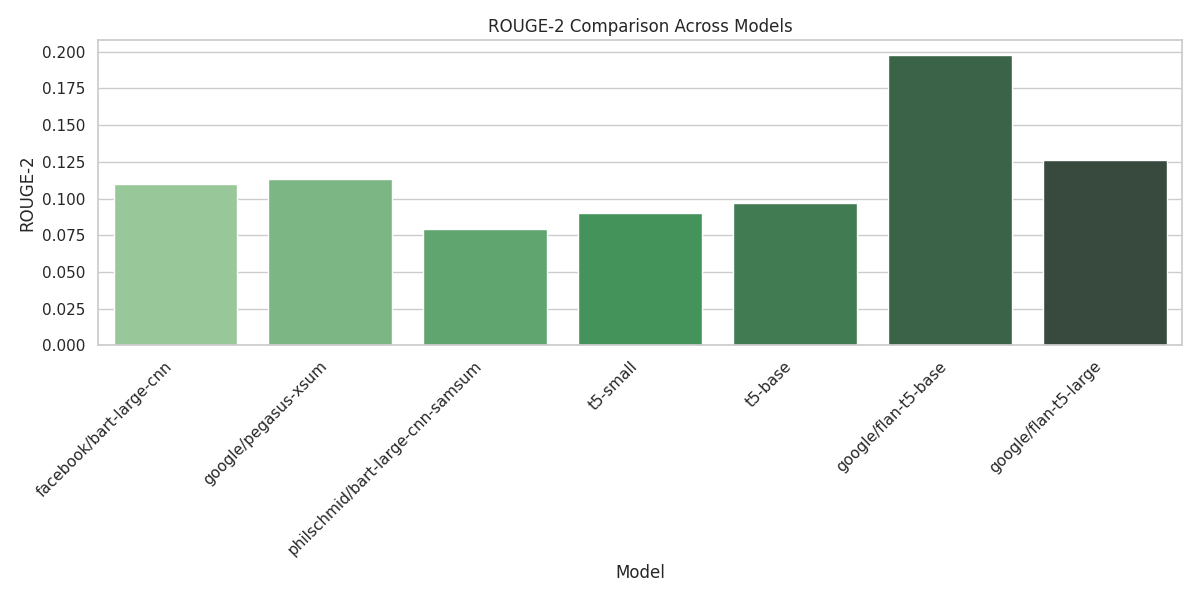 ROUGE-2 Comparison Across Models
ROUGE-2
0.200
0.175
0.150
0.125
0.100
0.075
0.050
0.025
0.000
facebook/bart-large-cnn
google/pegasus-xsum
philschmid/bart-large-cnn-samsum
t5-small
t5-base
google/flan-t5-base
google/flan-t5-large
Model